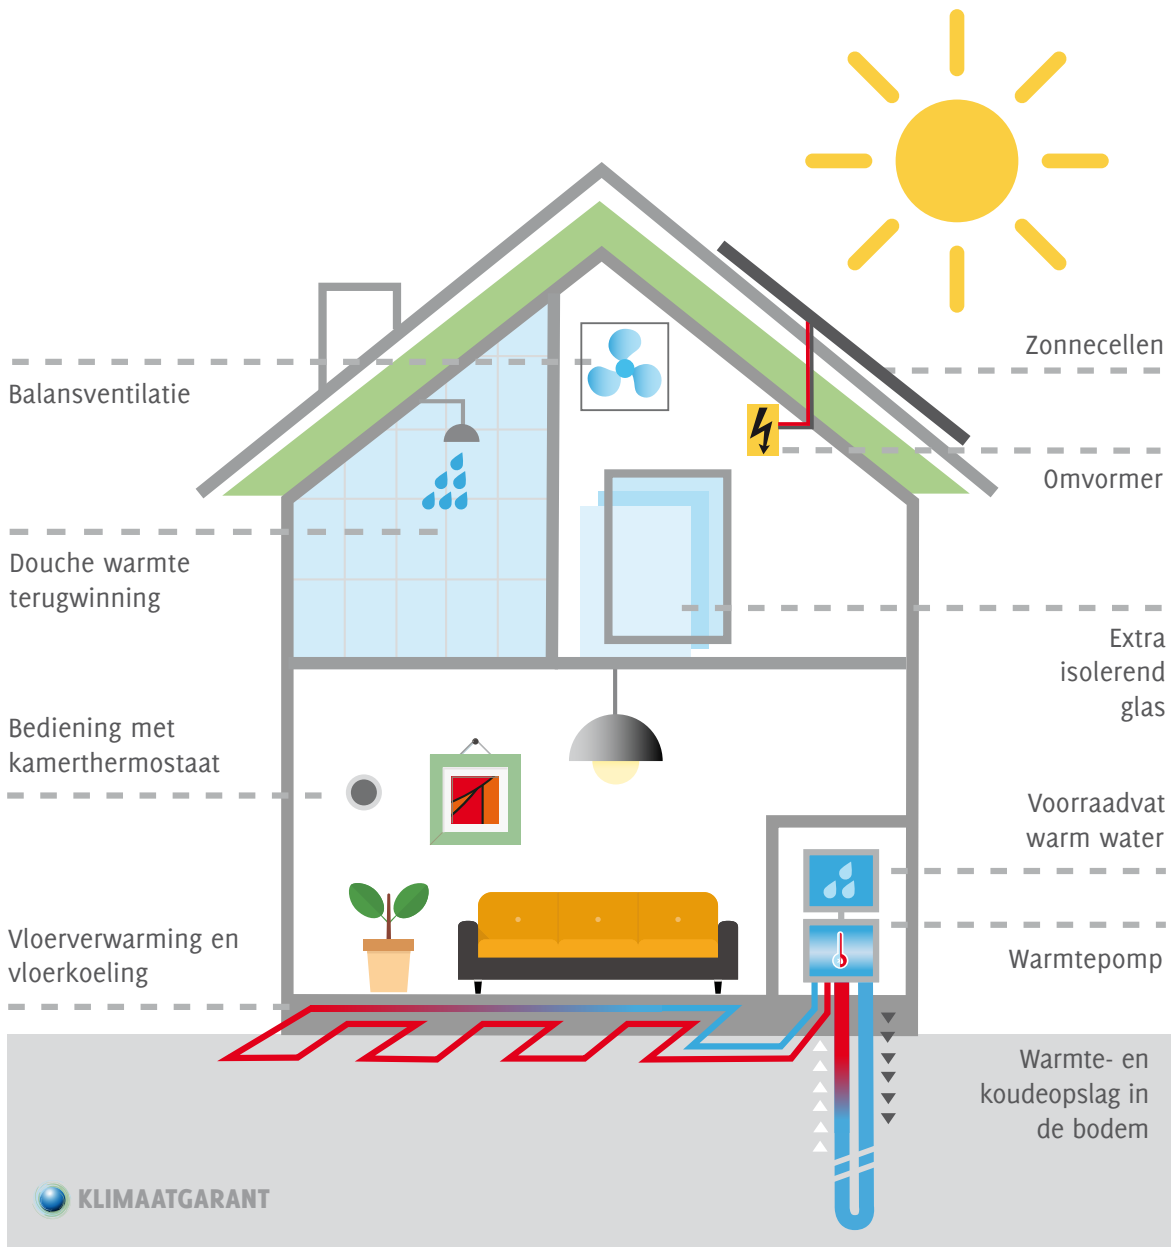 Balansventilatie
Douche warmte
terugwinning
Bediening met
kamerthermostaat
Vloerverwarming en
vloerkoeling
Zonnecellen
Omvormer
Extra
isolerend
glas
Voorraadvat
warm water
Warmtepomp
Warmte- en
koudeopslag in
de bodem
KLIMAATGARANT